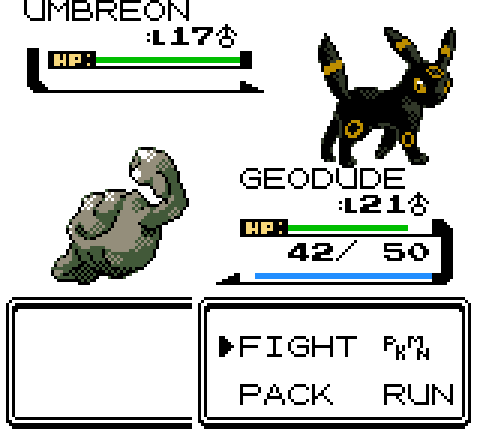 UMBREON
:L17♂
HP:
GEODUDE
:L21♂
HP:
42/ 50
▶FIGHT PKMN
PACK RUN